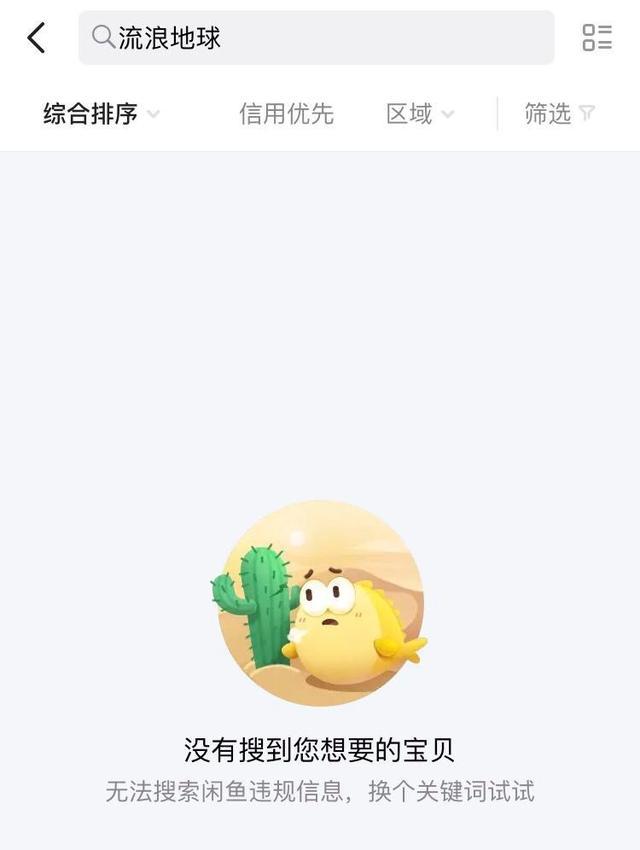 流浪地球
综合排序 信用优先 区域 筛选
没有搜到您想要的宝贝
无法搜索闲鱼违规信息，换个关键词试试